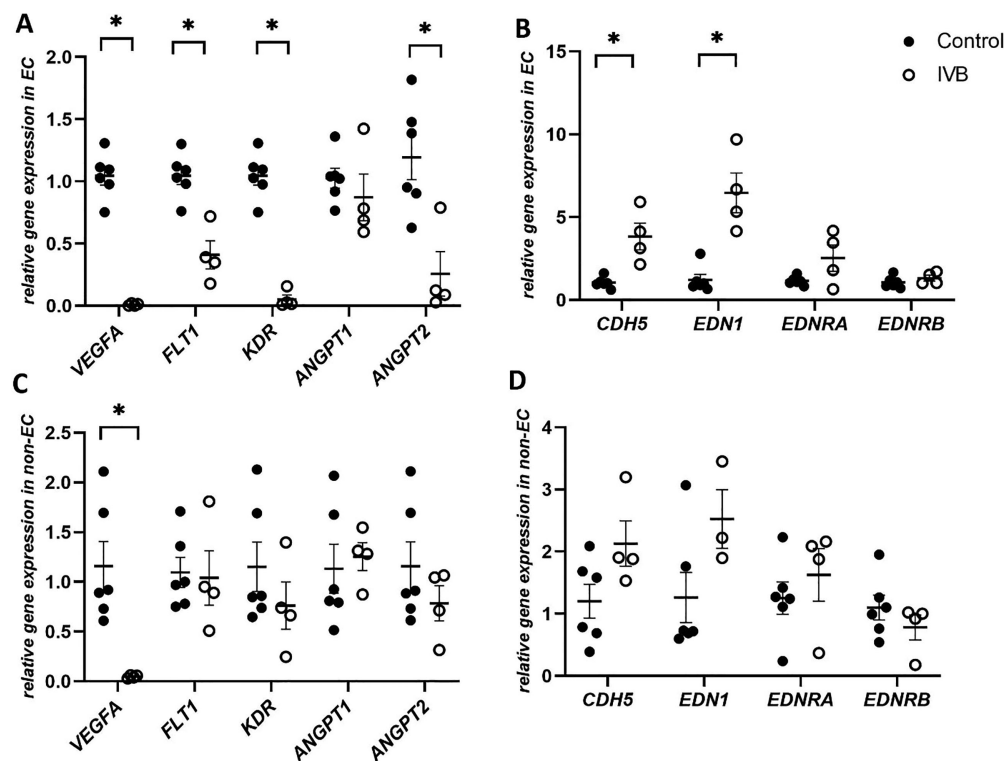 A
* * * *
relative gene expression in EC
2.0
1.5
1.0
0.5
0.0
VEGFA FLT1 KDR ANGPT1 ANGPT2
B
* *
Control
IVB
relative gene expression in EC
15
10
5
0
CDH5 EDN1 EDNRA EDNRB
C
*
relative gene expression in non-EC
2.5
2.0
1.5
1.0
0.5
0.0
VEGFA FLT1 KDR ANGPT1 ANGPT2
D
relative gene expression in non-EC
4
3
2
1
0
CDH5 EDN1 EDNRA EDNRB